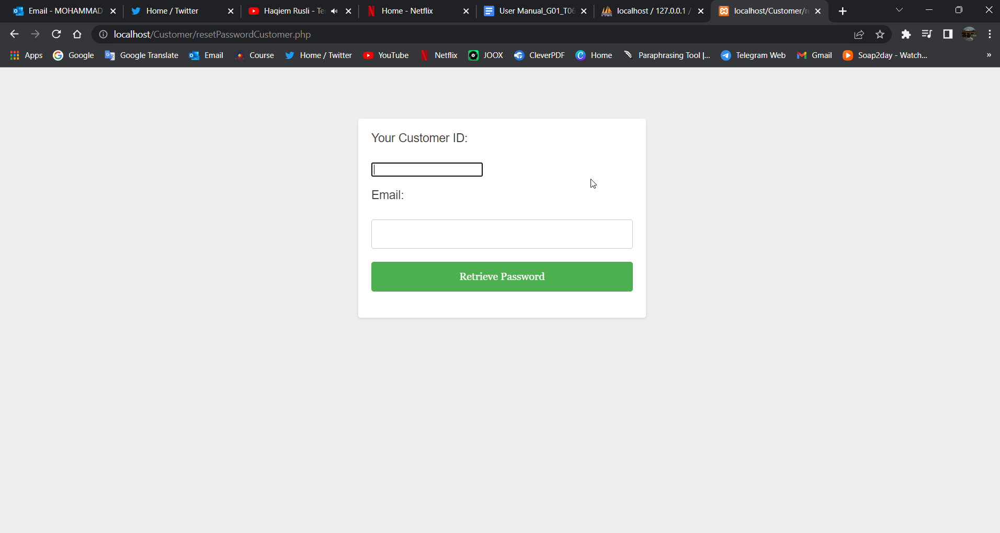 Email - MOHAMMAD
Home / Twitter
Haqiem Rusli - Te
Home - Netflix
User Manual_G01_T06
localhost / 127.0.0.1 /
localhost/Customer/r
localhost/Customer/resetPasswordCustomer.php
Apps
Google
Google Translate
Email
Course
Home / Twitter
YouTube
Netflix
JOOX
CleverPDF
Home
Paraphrasing Tool |...
Telegram Web
Gmail
Soap2day - Watch...
»
Your Customer ID:
Email:
Retrieve Password